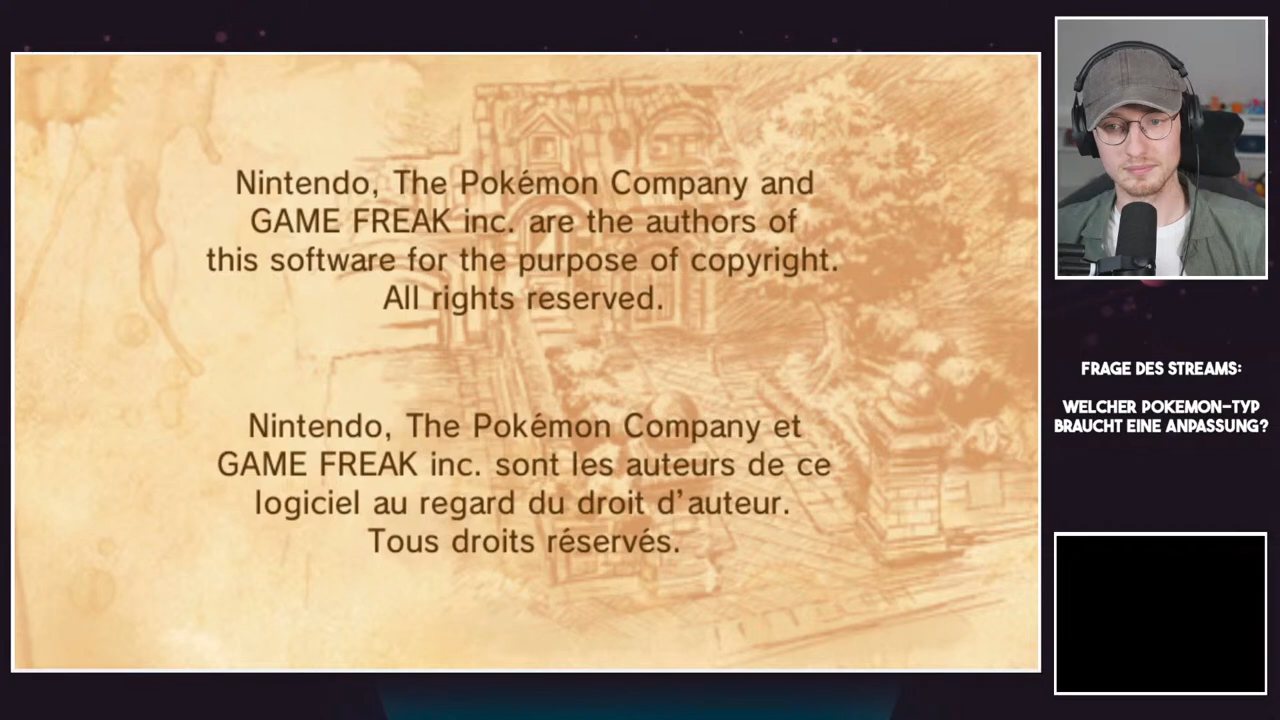 Nintendo, The Pokémon Company and
GAME FREAK inc. are the authors of
this software for the purpose of copyright.
All rights reserved.
Nintendo, The Pokémon Company et
GAME FREAK inc. sont les auteurs de ce
logiciel au regard du droit d’auteur.
Tous droits réservés.
FRAGE DES STREAMS:
WELCHER POKEMON-TYP
BRAUCHT EINE ANPASSUNG?